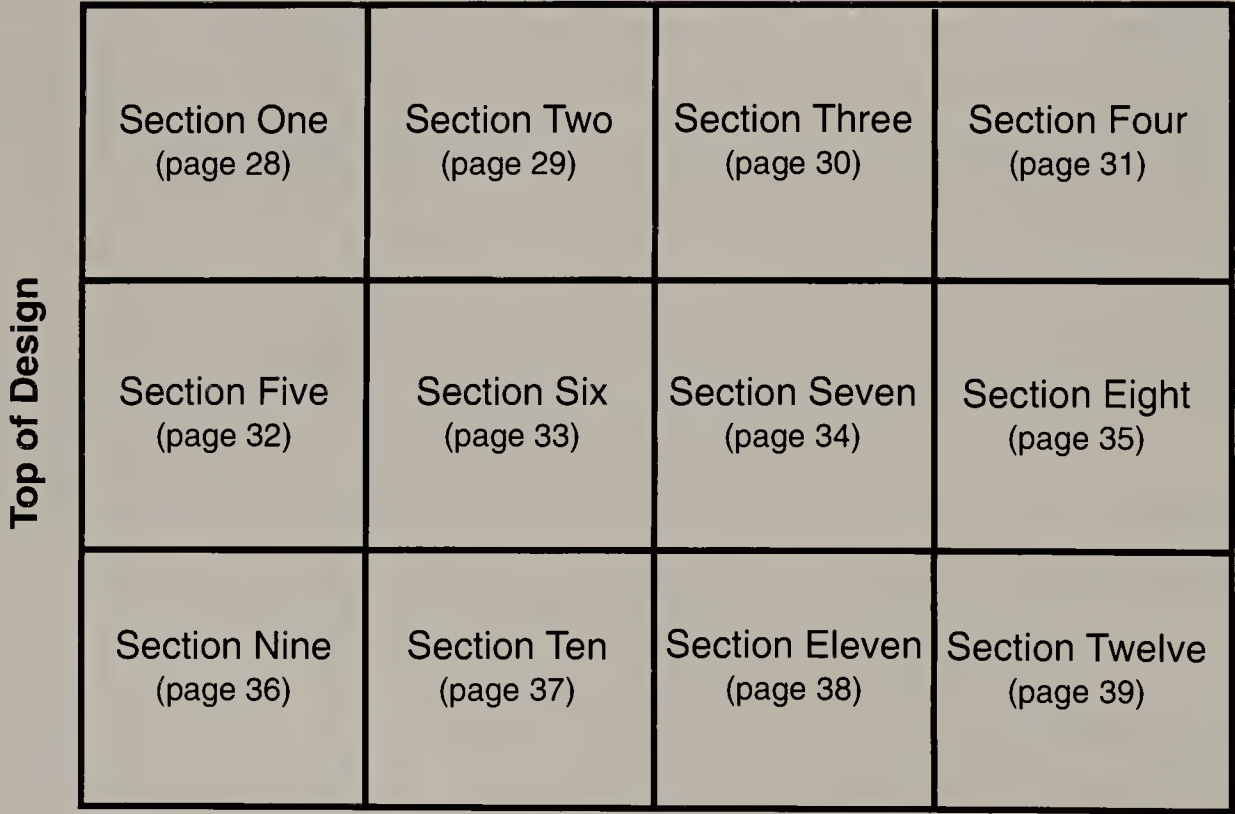 Top of Design
Section One
(page 28)
Section Two
(page 29)
Section Three
(page 30)
Section Four
(page 31)
Section Five
(page 32)
Section Six
(page 33)
Section Seven
(page 34)
Section Eight
(page 35)
Section Nine
(page 36)
Section Ten
(page 37)
Section Eleven
(page 38)
Section Twelve
(page 39)